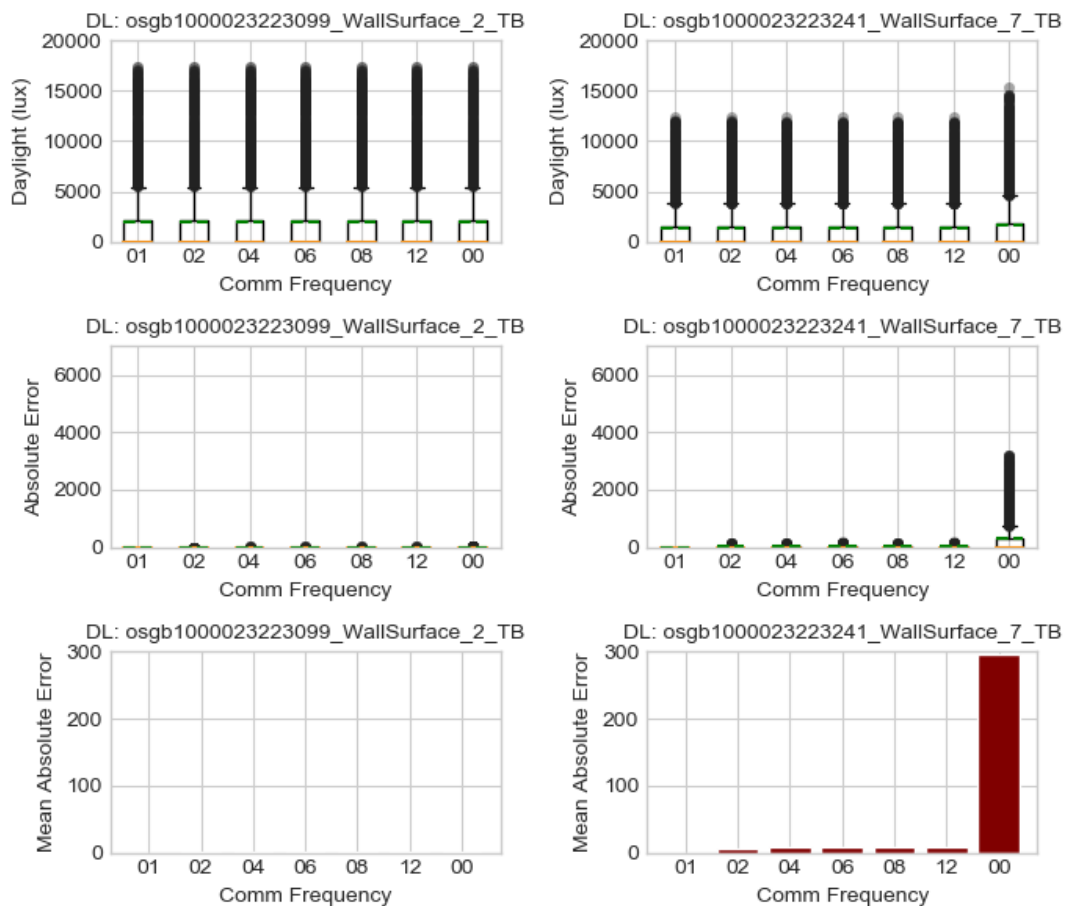 DL: osgb1000023223099_WallSurface_2_TB
20000
15000
10000
5000
0
Daylight (lux)
01 02 04 06 08 12 00
Comm Frequency
DL: osgb1000023223241_WallSurface_7_TB
20000
15000
10000
5000
0
Daylight (lux)
01 02 04 06 08 12 00
Comm Frequency
DL: osgb1000023223099_WallSurface_2_TB
6000
4000
2000
0
Absolute Error
01 02 04 06 08 12 00
Comm Frequency
DL: osgb1000023223241_WallSurface_7_TB
6000
4000
2000
0
Absolute Error
01 02 04 06 08 12 00
Comm Frequency
DL: osgb1000023223099_WallSurface_2_TB
300
200
100
0
Mean Absolute Error
01 02 04 06 08 12 00
Comm Frequency
DL: osgb1000023223241_WallSurface_7_TB
300
200
100
0
Mean Absolute Error
01 02 04 06 08 12 00
Comm Frequency